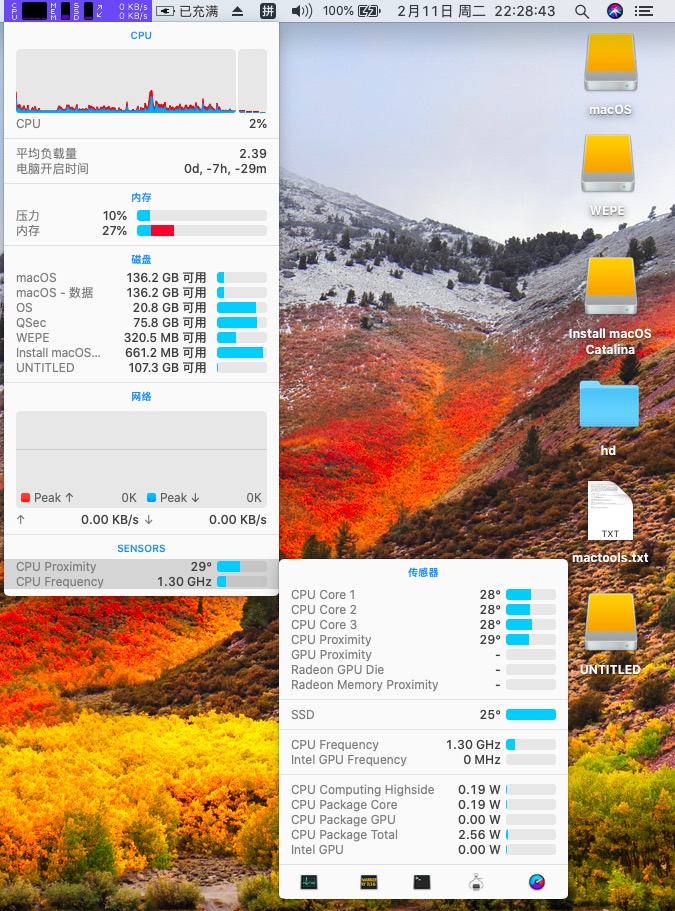 CPU MEM SSD 0 KB/s 0 KB/s 已充满 拼 100% 2月11日 周二 22:28:43
CPU
CPU 2%
平均负载量 2.39
电脑开启时间 0d, -7h, -29m
内存
压力 10%
内存 27%
磁盘
macOS 136.2 GB 可用
macOS - 数据 136.2 GB 可用
OS 20.8 GB 可用
QSec 75.8 GB 可用
WEPE 320.5 MB 可用
Install macOS... 661.2 MB 可用
UNTITLED 107.3 GB 可用
网络
Peak ↑ 0K Peak ↓ 0K
↑ 0.00 KB/s ↓ 0.00 KB/s
SENSORS
CPU Proximity 29°
CPU Frequency 1.30 GHz
传感器
CPU Core 1 28°
CPU Core 2 28°
CPU Core 3 28°
CPU Proximity 29°
GPU Proximity -
Radeon GPU Die -
Radeon Memory Proximity -
SSD 25°
CPU Frequency 1.30 GHz
Intel GPU Frequency 0 MHz
CPU Computing Highside 0.19 W
CPU Package Core 0.19 W
CPU Package GPU 0.00 W
CPU Package Total 2.56 W
Intel GPU 0.00 W
macOS
WEPE
Install macOS
Catalina
hd
TXT
mactools.txt
UNTITLED